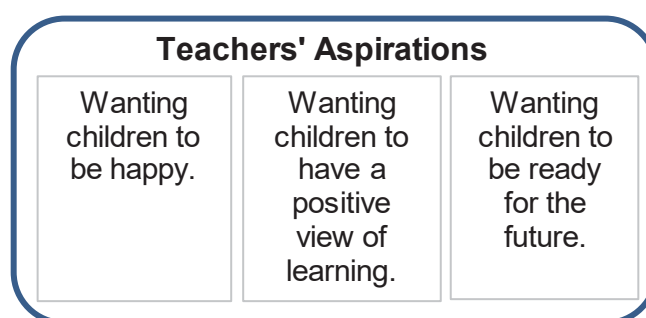 Teachers' Aspirations
Wanting
children to
be happy.
Wanting
children to
have a
positive
view of
learning.
Wanting
children to
be ready
for the
future.